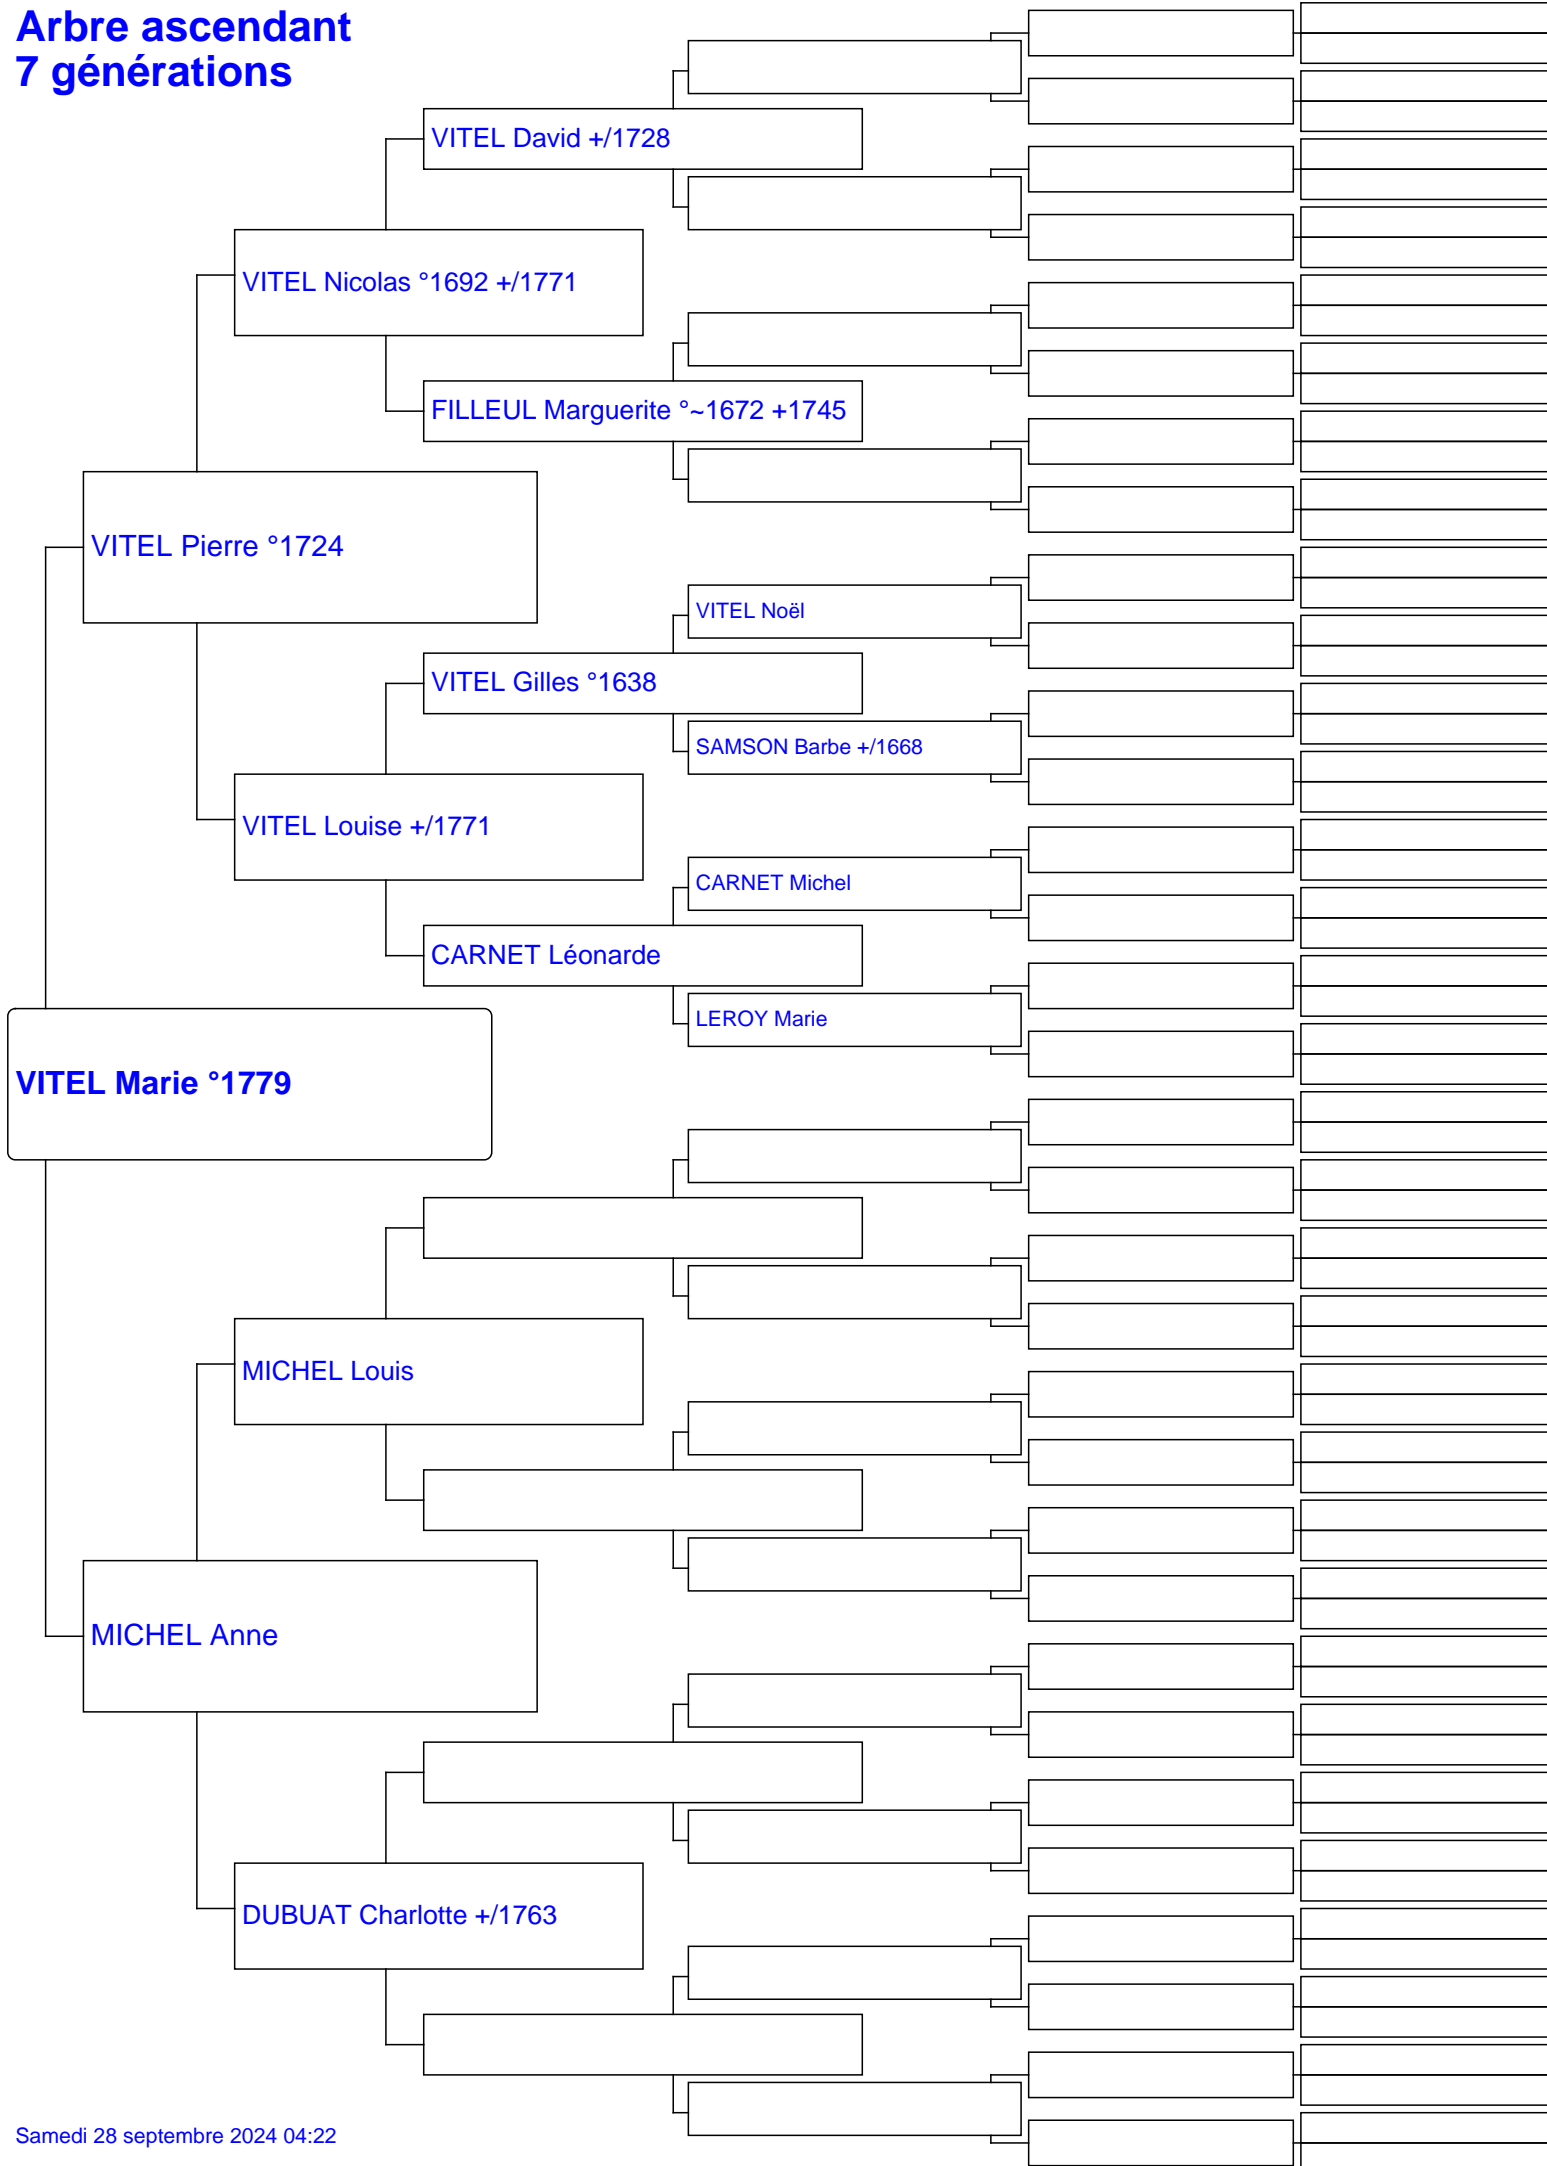 Arbre ascendant
7 générations
VITEL David +/1728
VITEL Nicolas °1692 +/1771
FILLEUL Marguerite °~1672 +1745
VITEL Pierre °1724
VITEL Noël
VITEL Gilles °1638
SAMSON Barbe +/1668
VITEL Louise +/1771
CARNET Michel
CARNET Léonarde
LEROY Marie
VITEL Marie °1779
MICHEL Louis
MICHEL Anne
DUBUAT Charlotte +/1763
Samedi 28 septembre 2024 04:22